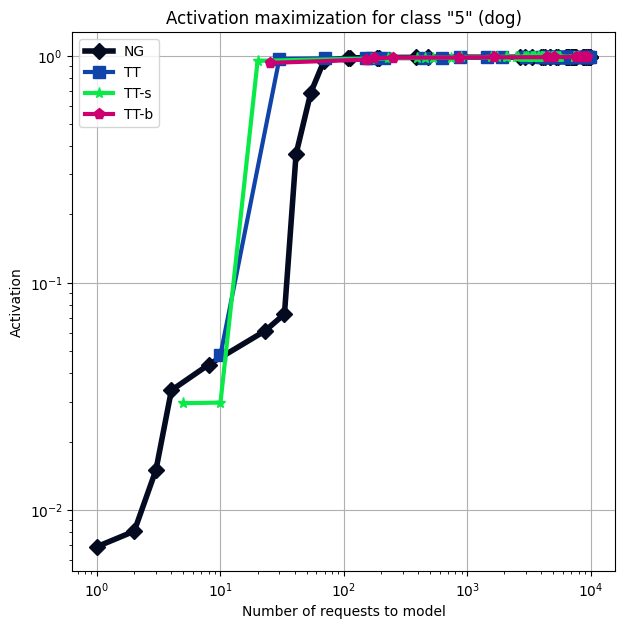 Activation maximization for class "5" (dog)
NG
TT
TT-s
TT-b
Activation
10⁰
10⁻¹
10⁻²
10⁰ 10¹ 10² 10³ 10⁴
Number of requests to model